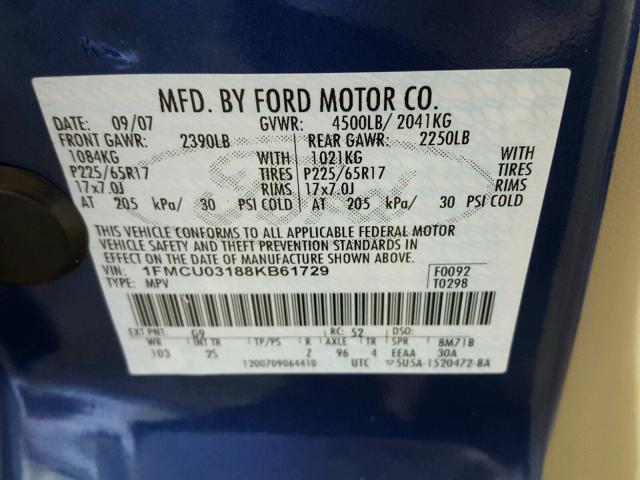 MFD. BY FORD MOTOR CO.
DATE: 09/07 GVWR: 4500LB/ 2041KG
FRONT GAWR: 2390LB REAR GAWR: 2250LB
1084KG WITH 1021KG WITH
P225/65R17 TIRES P225/65R17 TIRES
17x7.0J RIMS 17x7.0J RIMS
AT 205 kPa/ 30 PSI COLD AT 205 kPa/ 30 PSI COLD
Ford
THIS VEHICLE CONFORMS TO ALL APPLICABLE FEDERAL MOTOR
VEHICLE SAFETY AND THEFT PREVENTION STANDARDS IN
EFFECT ON THE DATE OF MANUFACTURE SHOWN ABOVE.
VIN: 1FMCU03188KB61729 F0092
TYPE: MPV T0298
EXT PNT: G9 RC: 52 DSO:
WB INT TR TP/PS R AXLE TR SPR 8M71B
103 2S Z 96 4 EEAA 30A
1200709064410 UTC 5U5A-1520472-BA